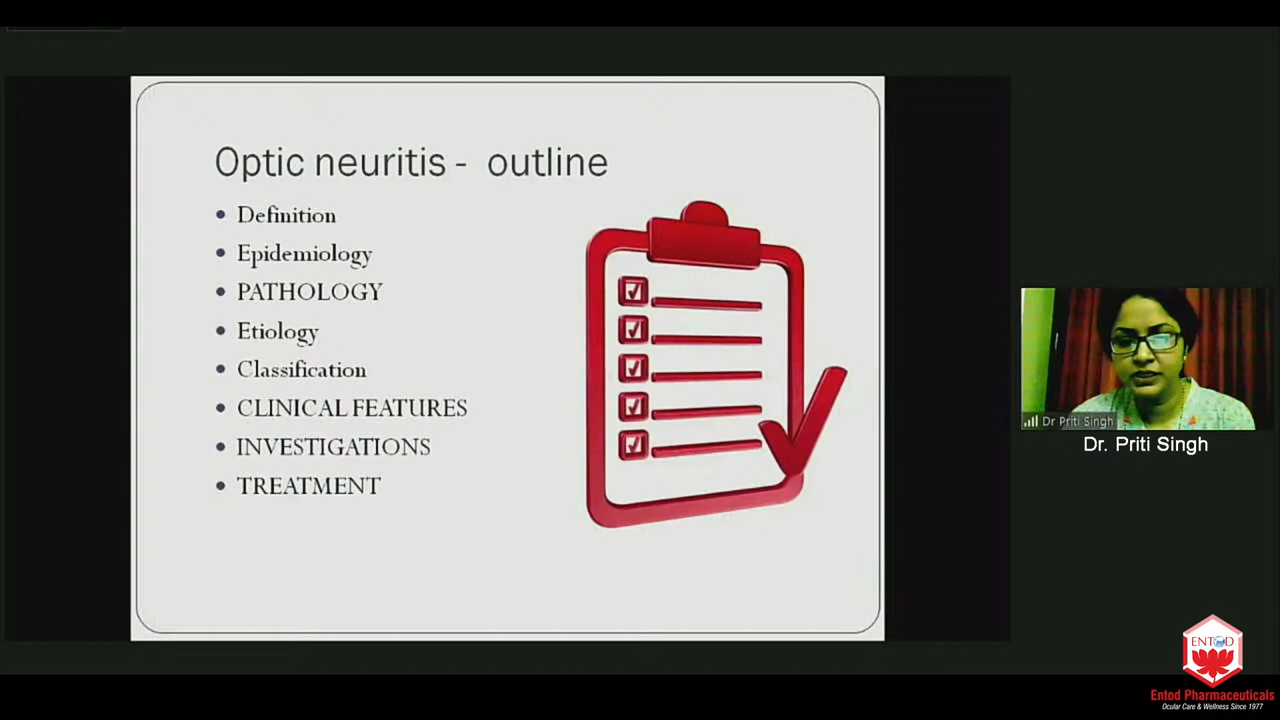 Optic neuritis - outline
• Definition
• Epidemiology
• PATHOLOGY
• Etiology
• Classification
• CLINICAL FEATURES
• INVESTIGATIONS
• TREATMENT
Dr Priti Singh
Dr. Priti Singh
ENTOD
Entod Pharmaceuticals
Ocular Care & Wellness Since 1977